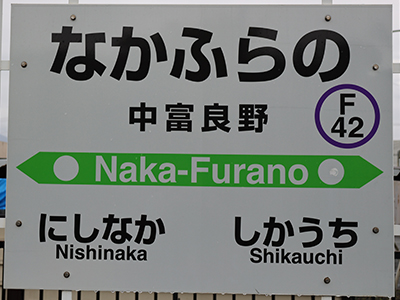 なかふらの
中富良野
F
42
Naka-Furano
にしなか
Nishinaka
しかうち
Shikauchi